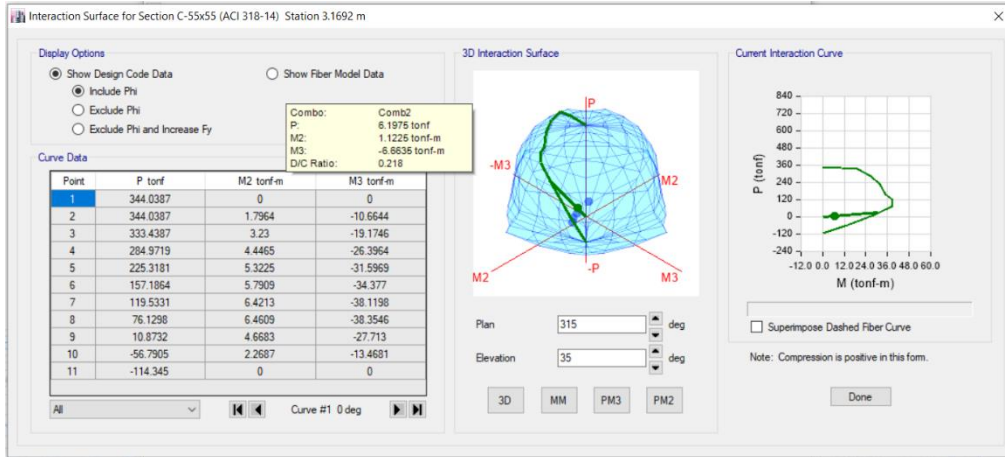 Interaction Surface for Section C-55x55 (ACI 318-14) Station 3.1692 m
Display Options
Show Design Code Data
Show Fiber Model Data
Include Phi
Exclude Phi
Exclude Phi and Increase Fy
Combo: Comb2
P: 6.1975 tonf
M2: 1.1225 tonf-m
M3: -6.6635 tonf-m
D/C Ratio: 0.218
Curve Data
Point P tonf M2 tonf-m M3 tonf-m
1 344.0387 0 0
2 344.0387 1.7964 -10.6644
3 333.4387 3.23 -19.1746
4 284.9719 4.4465 -26.3964
5 225.3181 5.3225 -31.5969
6 157.1864 5.7909 -34.377
7 119.5331 6.4213 -38.1198
8 76.1298 6.4609 -38.3546
9 10.8732 4.6683 -27.713
10 -56.7905 2.2687 -13.4681
11 -114.345 0 0
All
Curve #1 0 deg
3D Interaction Surface
P
-M3
M2
M2
-P
M3
Plan 315 deg
Elevation 35 deg
3D MM PM3 PM2
Current Interaction Curve
840
720
600
480
360
240
120
0
-120
-240
P (tonf)
-12.0 0.0 12.0 24.0 36.0 48.0 60.0
M (tonf-m)
Superimpose Dashed Fiber Curve
Note: Compression is positive in this form.
Done